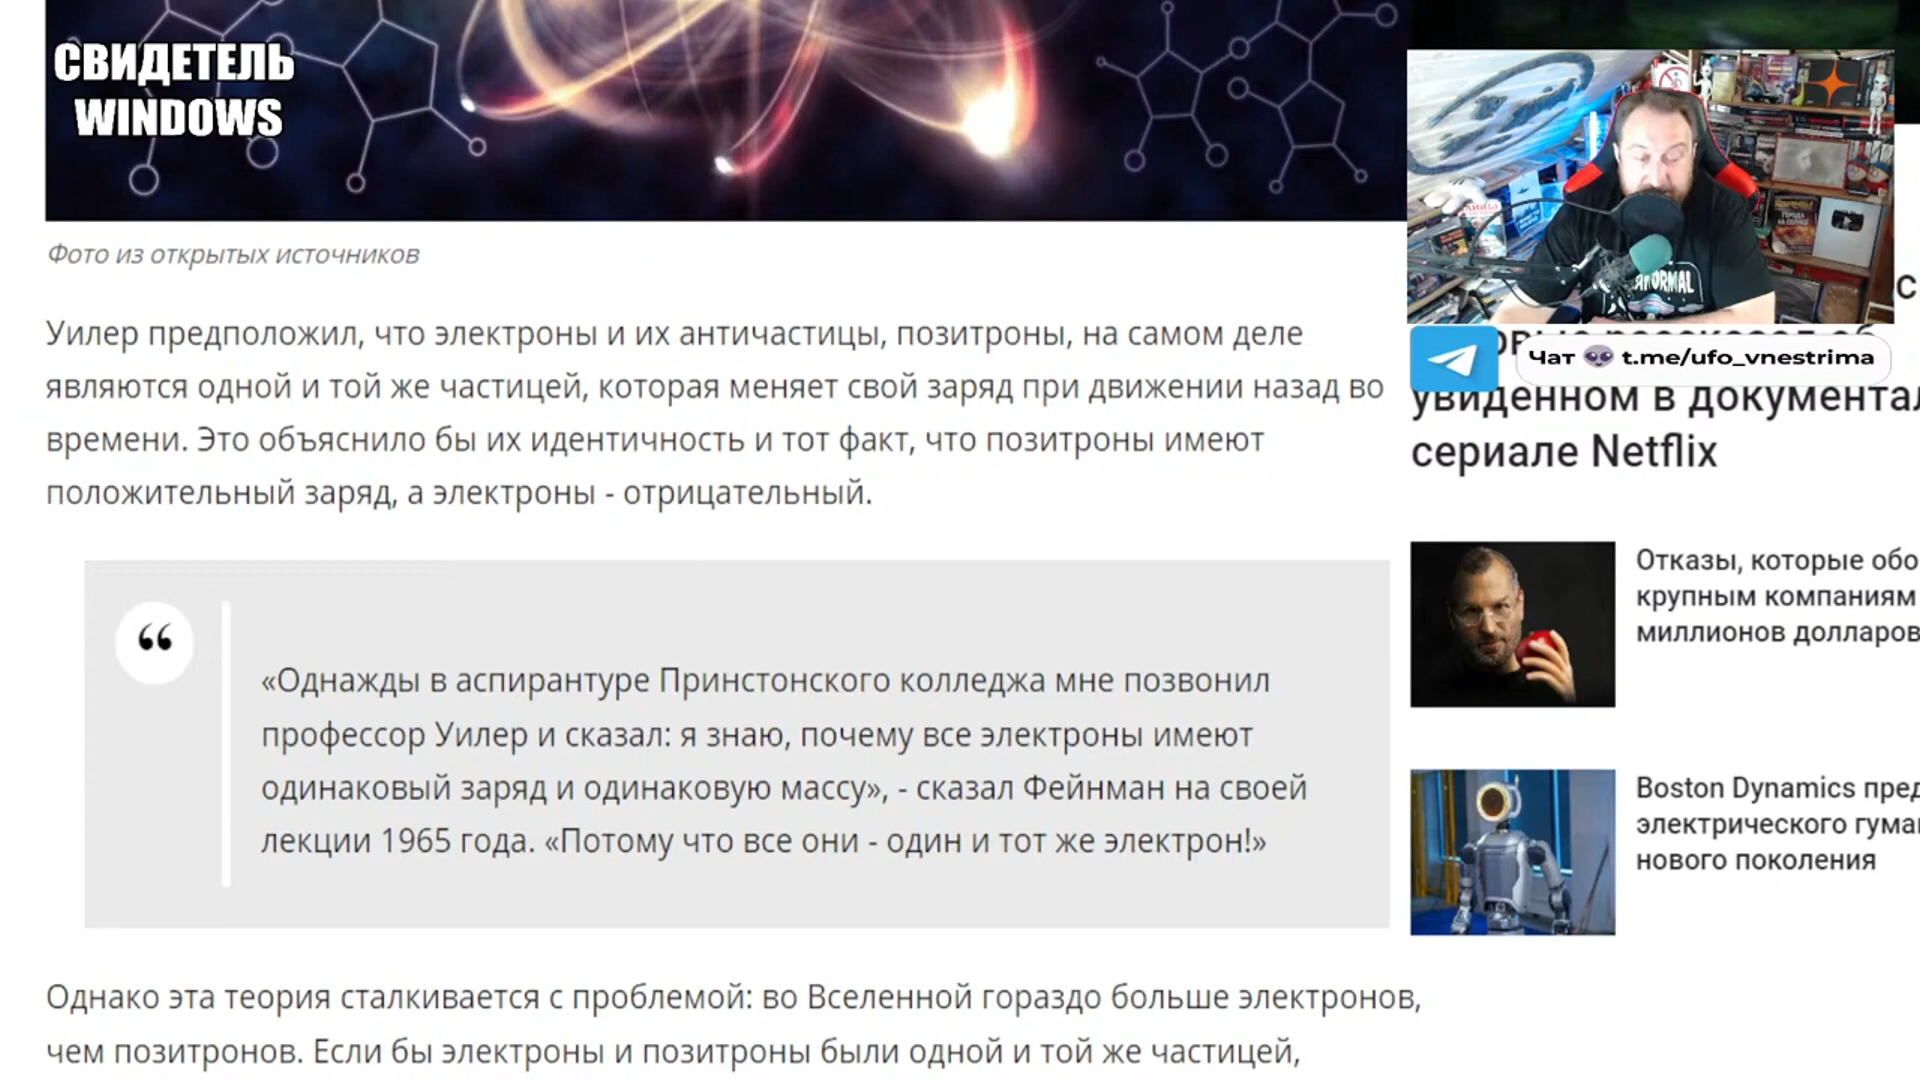 СВИДЕТЕЛЬ
WINDOWS
Фото из открытых источников
Уилер предположил, что электроны и их античастицы, позитроны, на самом деле
являются одной и той же частицей, которая меняет свой заряд при движении назад во
времени. Это объяснило бы их идентичность и тот факт, что позитроны имеют
положительный заряд, а электроны - отрицательный.
«Однажды в аспирантуре Принстонского колледжа мне позвонил
профессор Уилер и сказал: я знаю, почему все электроны имеют
одинаковый заряд и одинаковую массу», - сказал Фейнман на своей
лекции 1965 года. «Потому что все они - один и тот же электрон!»
Однако эта теория сталкивается с проблемой: во Вселенной гораздо больше электронов,
чем позитронов. Если бы электроны и позитроны были одной и той же частицей,
Чат 👽 t.me/ufo_vnestrima
увиденном в документал
сериале Netflix
Отказы, которые обо
крупным компаниям
миллионов долларов
Boston Dynamics пред
электрического гума
нового поколения